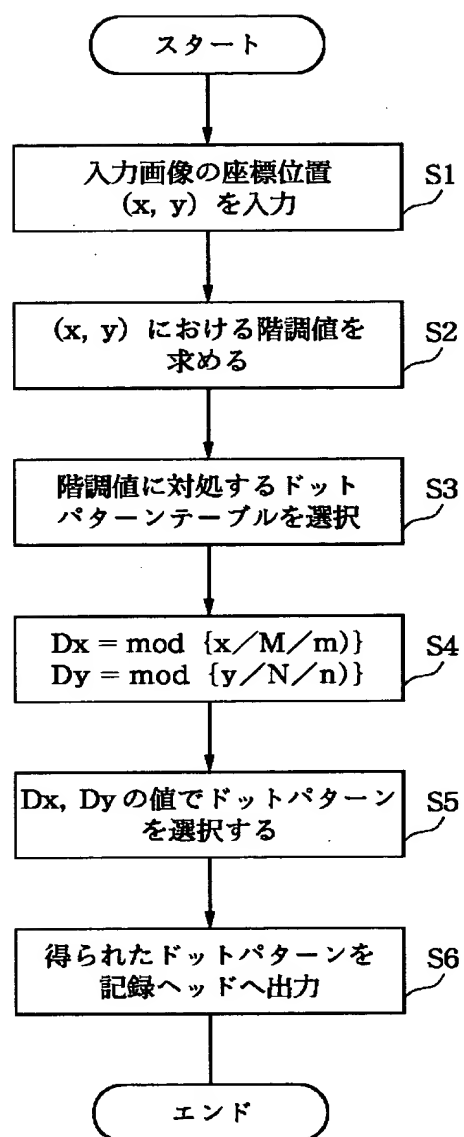 スタート
入力画像の座標位置
(x, y) を入力
S1
(x, y) における階調値を
求める
S2
階調値に対処するドット
パターンテーブルを選択
S3
Dx = mod {x／M／m)}
Dy = mod {y／N／n)}
S4
Dx, Dyの値でドットパターン
を選択する
S5
得られたドットパターンを
記録ヘッドへ出力
S6
エンド